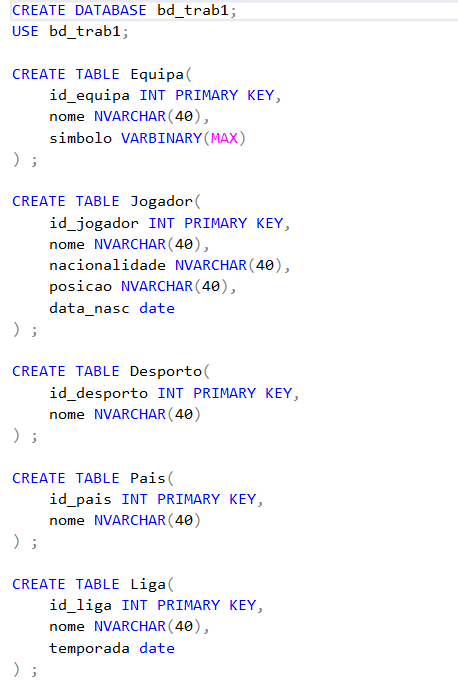 CREATE DATABASE bd_trab1;
USE bd_trab1;
CREATE TABLE Equipa(
id_equipa INT PRIMARY KEY,
nome NVARCHAR(40),
simbolo VARBINARY(MAX)
) ;
CREATE TABLE Jogador(
id_jogador INT PRIMARY KEY,
nome NVARCHAR(40),
nacionalidade NVARCHAR(40),
posicao NVARCHAR(40),
data_nasc date
) ;
CREATE TABLE Desporto(
id_desporto INT PRIMARY KEY,
nome NVARCHAR(40)
) ;
CREATE TABLE Pais(
id_pais INT PRIMARY KEY,
nome NVARCHAR(40)
) ;
CREATE TABLE Liga(
id_liga INT PRIMARY KEY,
nome NVARCHAR(40),
temporada date
) ;